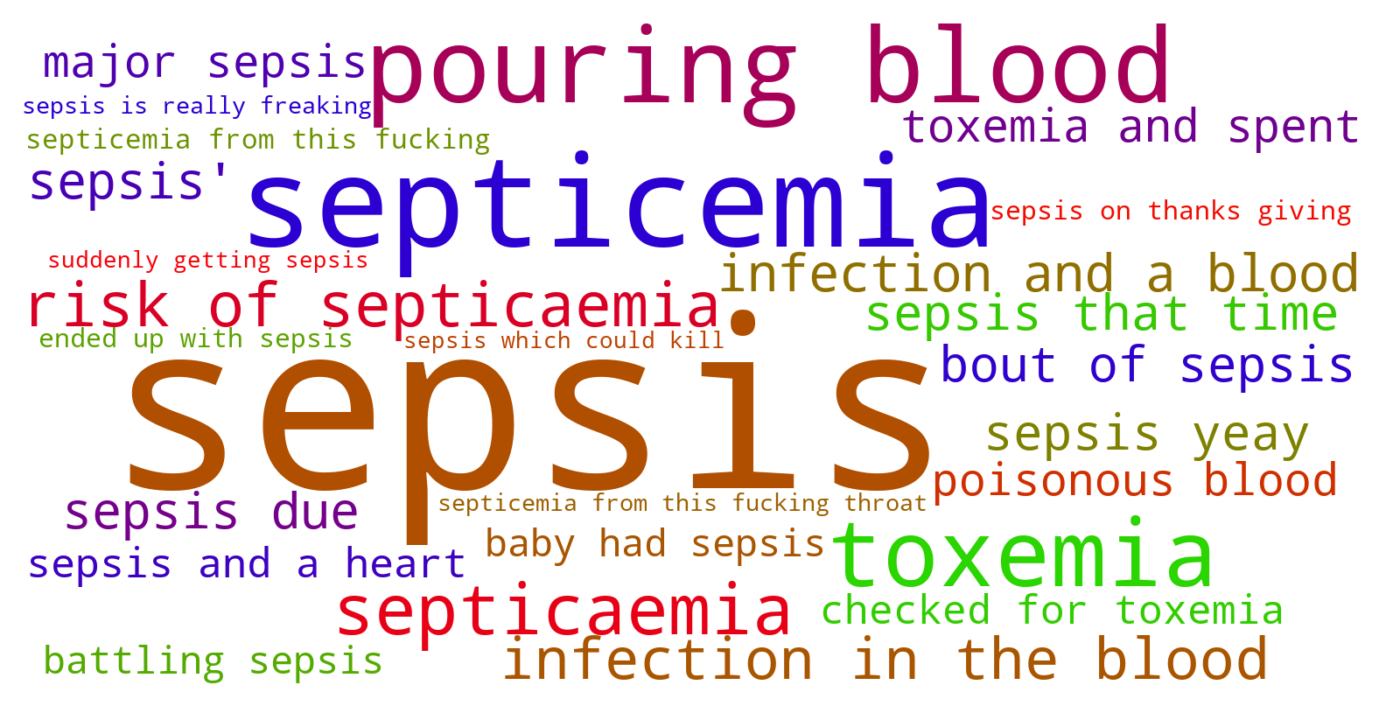 pouring blood
major sepsis
sepsis is really freaking
toxemia and spent
septicemia from this fucking
sepsis'
septicemia
sepsis on thanks giving
suddenly getting sepsis
infection and a blood
risk of septicaemia
sepsis that time
ended up with sepsis
sepsis which could kill
bout of sepsis
sepsis
sepsis yeay
poisonous blood
septicemia from this fucking throat
sepsis due
baby had sepsis
toxemia
sepsis and a heart
septicaemia
checked for toxemia
battling sepsis
infection in the blood